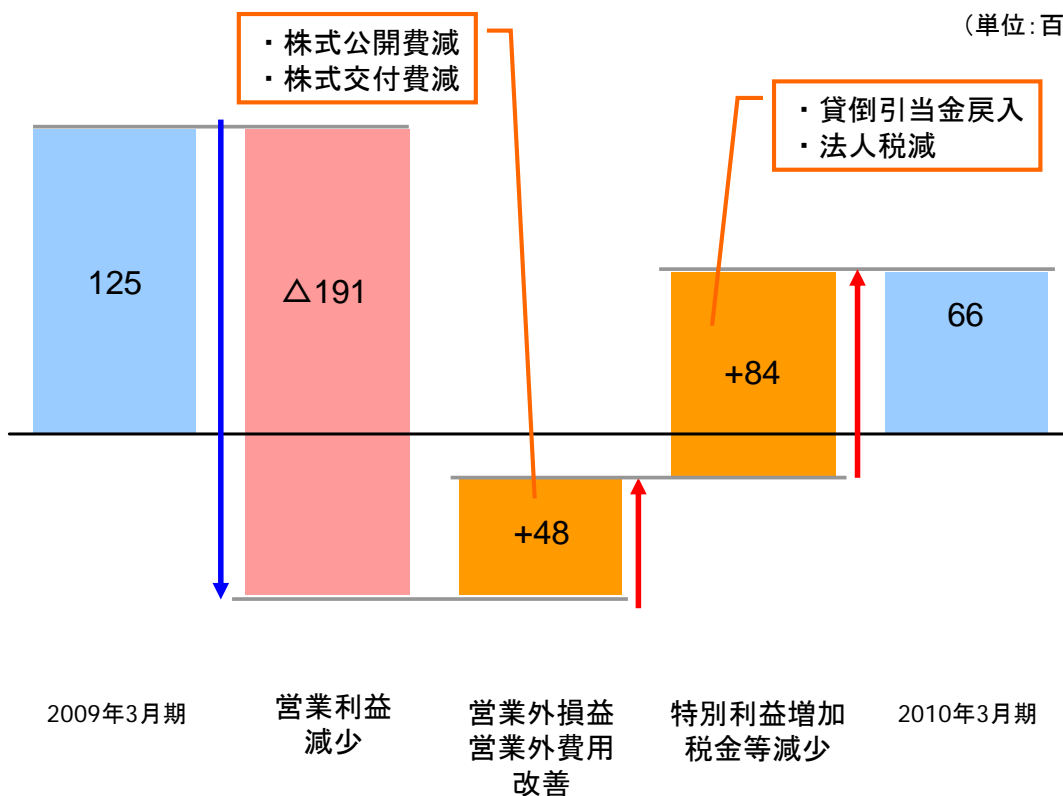 （単位：百
・株式公開費減
・株式交付費減
・貸倒引当金戻入
・法人税減
125
△191
+48
+84
66
2009年3月期
営業利益
減少
営業外損益
営業外費用
改善
特別利益増加
税金等減少
2010年3月期